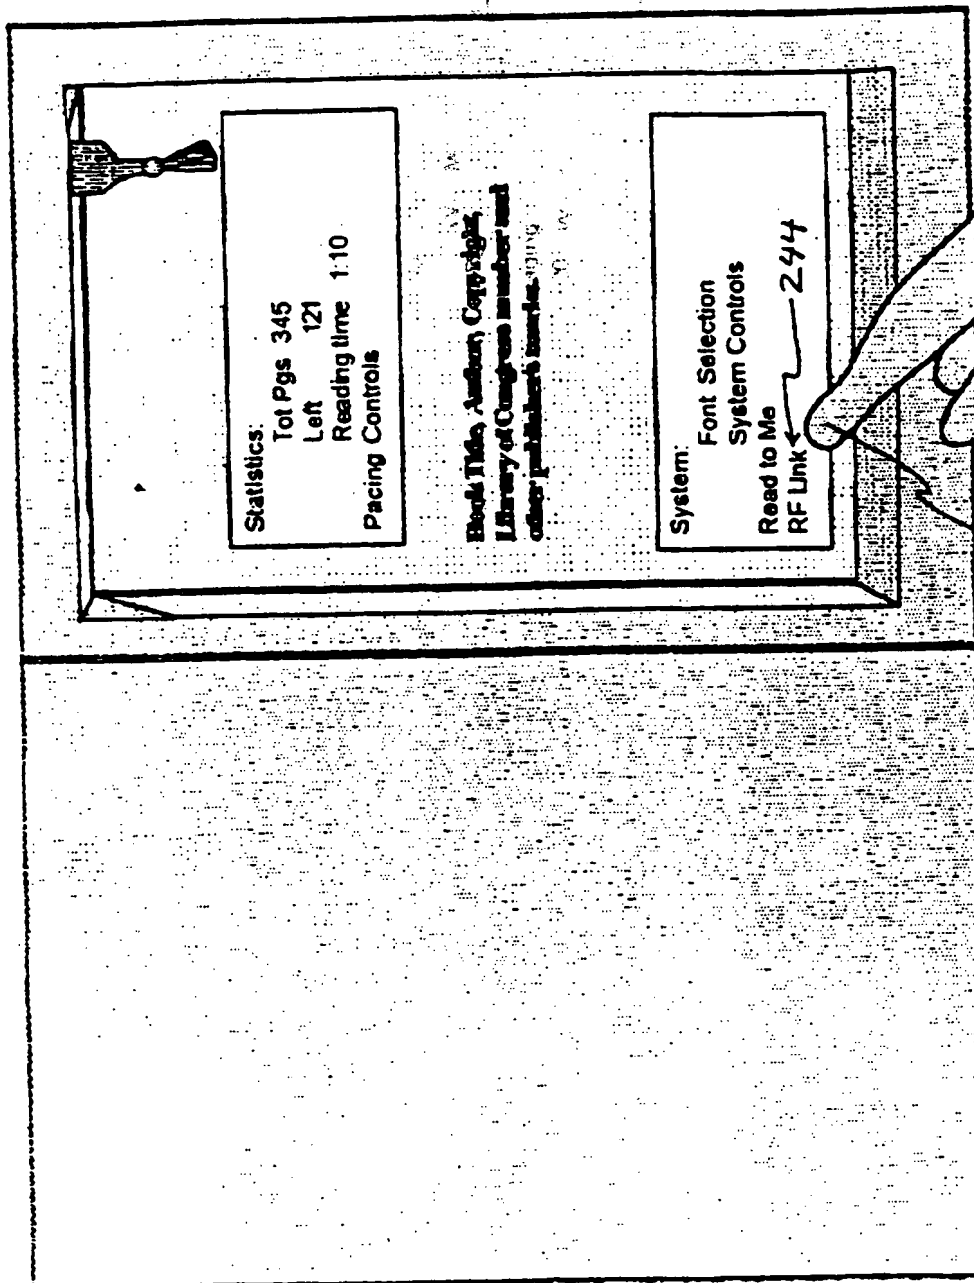 Statistics:
Tot Pgs 345
Left 121
Reading time 1:10
Pacing Controls
Book Title, Author, Copyright,
Library of Congress number and
other publisher's
System:
Font Selection
System Controls
Read to Me
RF Link 244